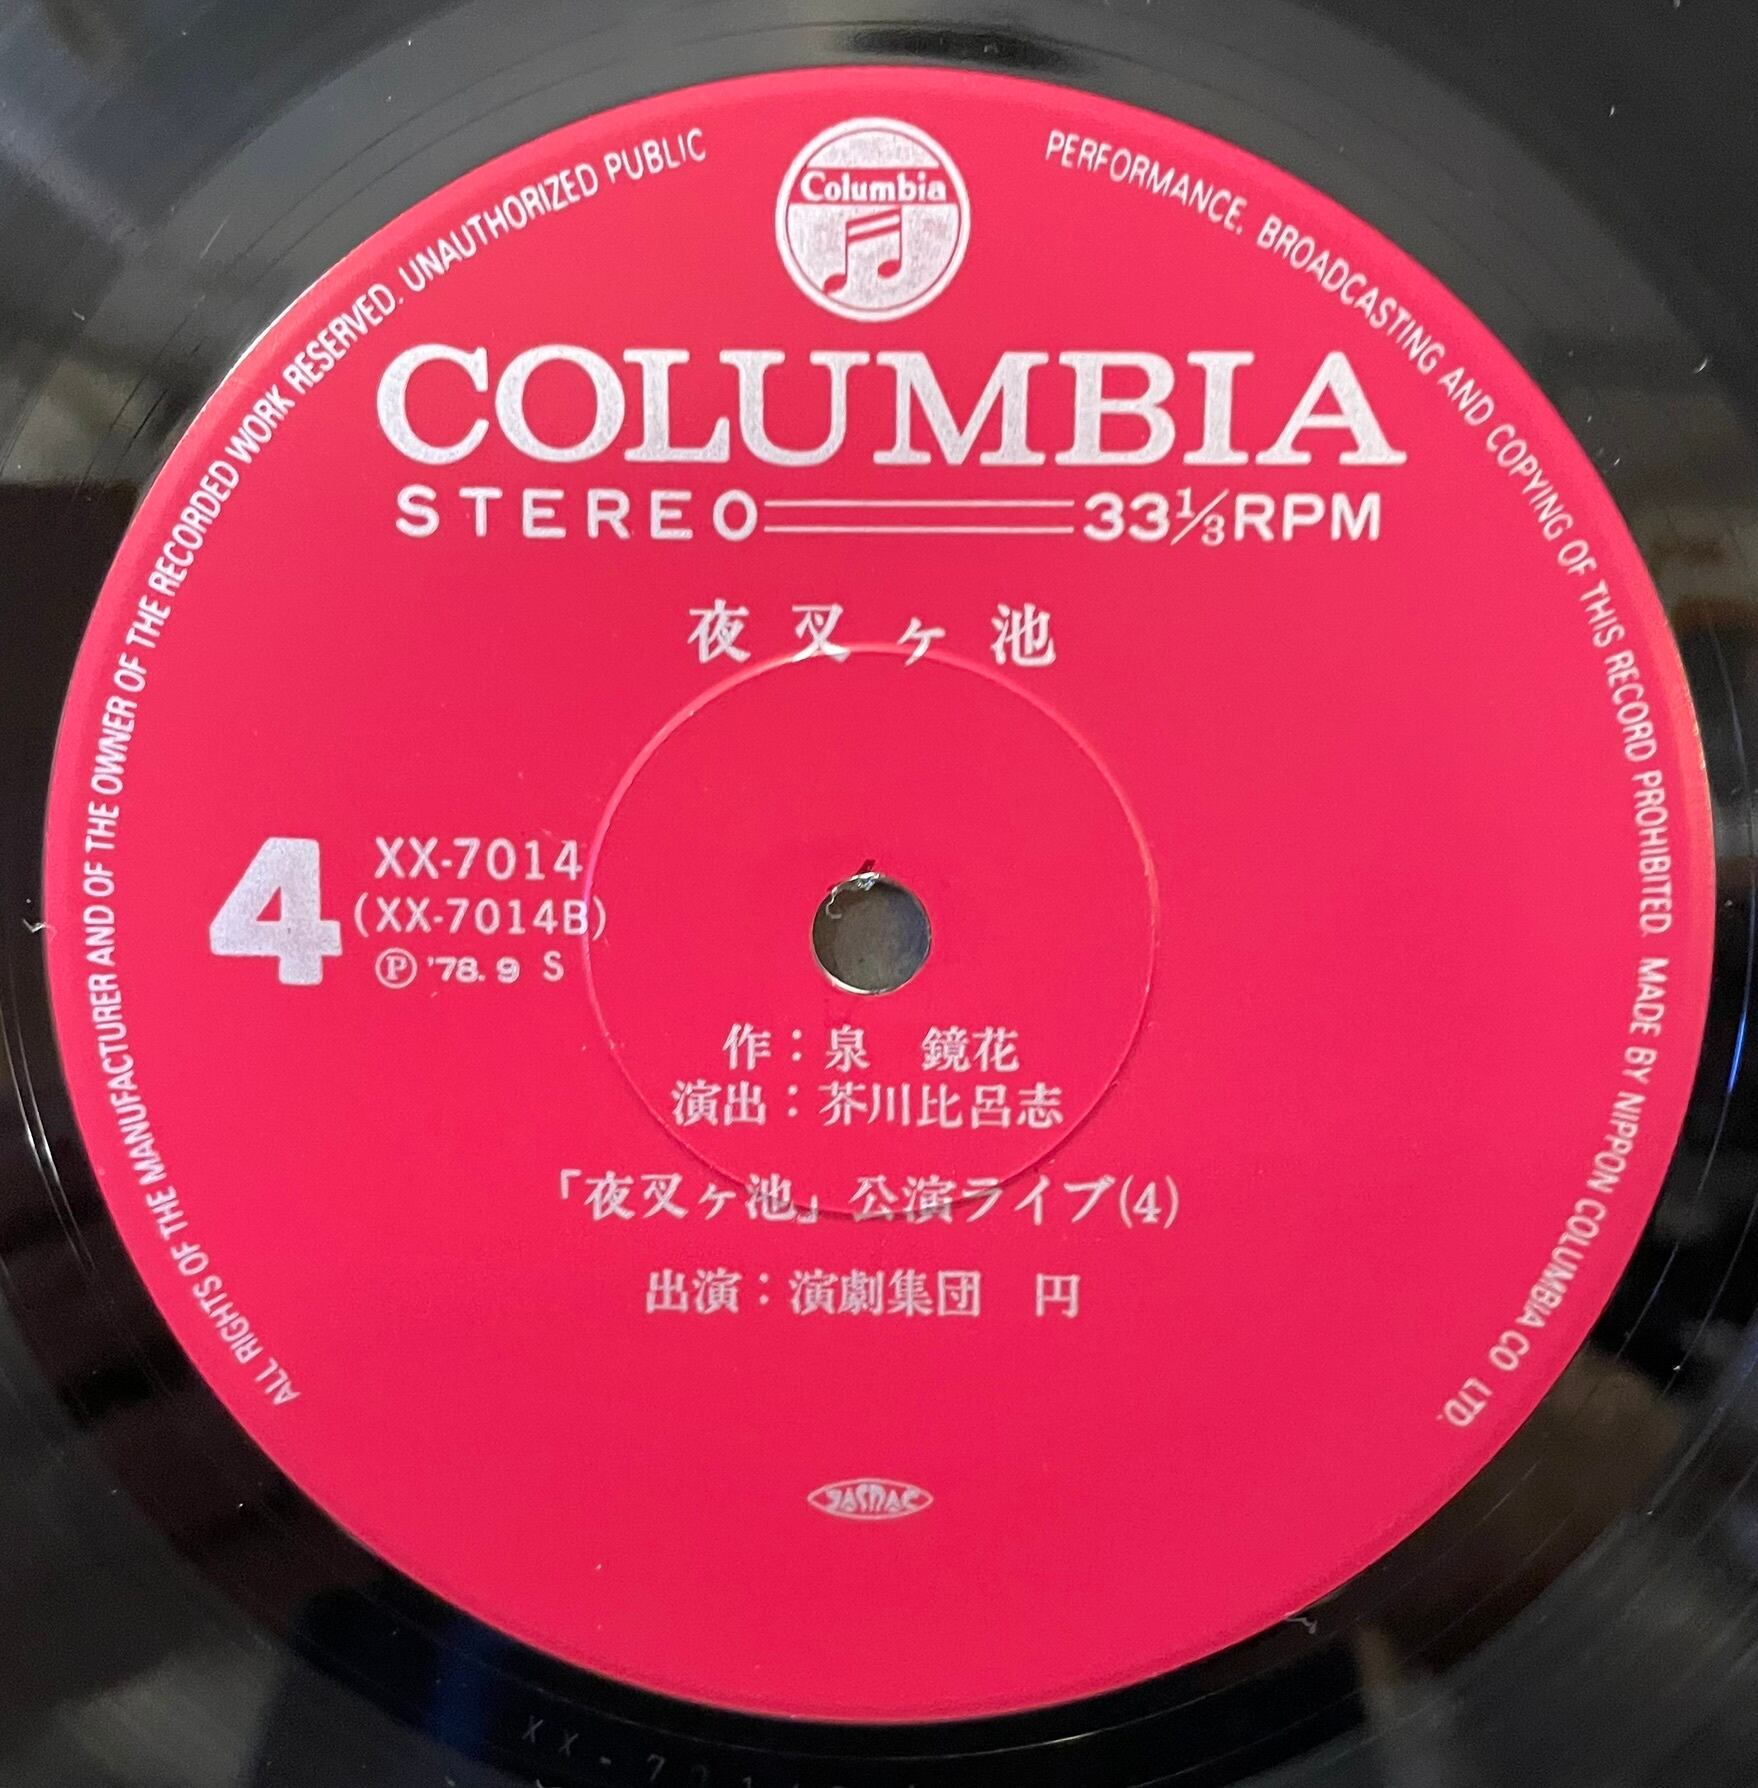 Columbia
COLUMBIA
STEREO 33⅓RPM
夜叉ヶ池
4
XX-7014
(XX-7014B)
Ⓟ '78. 9 S
作：泉 鏡花
演出：芥川比呂志
「夜叉ヶ池」公演ライブ(4)
出演：演劇集団 円
JASRAC
ALL RIGHTS OF THE MANUFACTURER AND OF THE OWNER OF THE RECORDED WORK RESERVED. UNAUTHORIZED PUBLIC PERFORMANCE, BROADCASTING AND COPYING OF THIS RECORD PROHIBITED. MADE BY NIPPON COLUMBIA CO LTD.